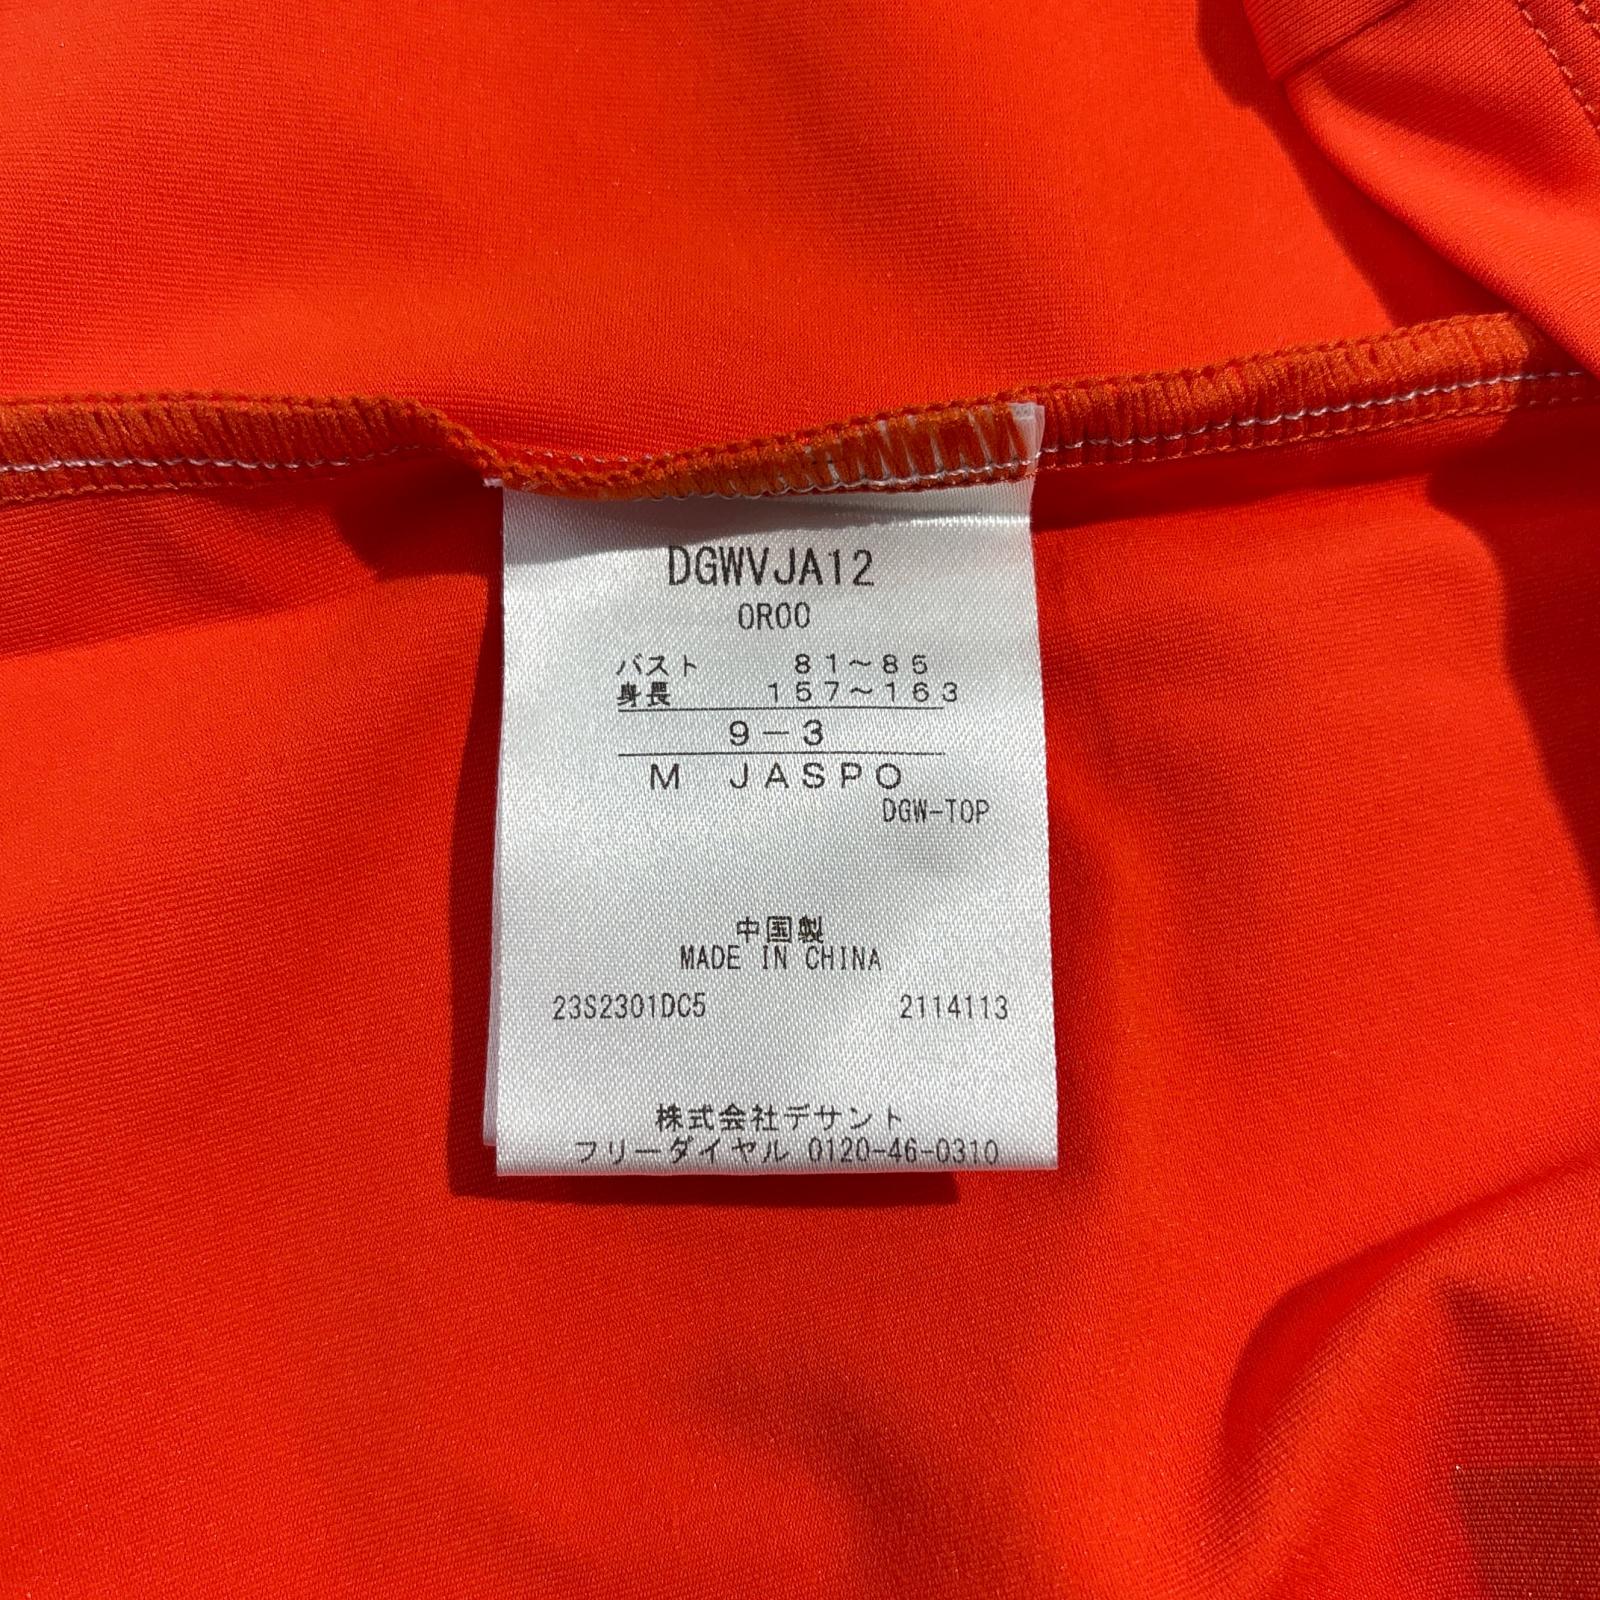 DGWVJA12
OR00
バスト 81～85
身長 157～163
9-3
M JASPO
DGW-TOP
中国製
MADE IN CHINA
23S2301DC5 2114113
株式会社デサント
フリーダイヤル 0120-46-0310